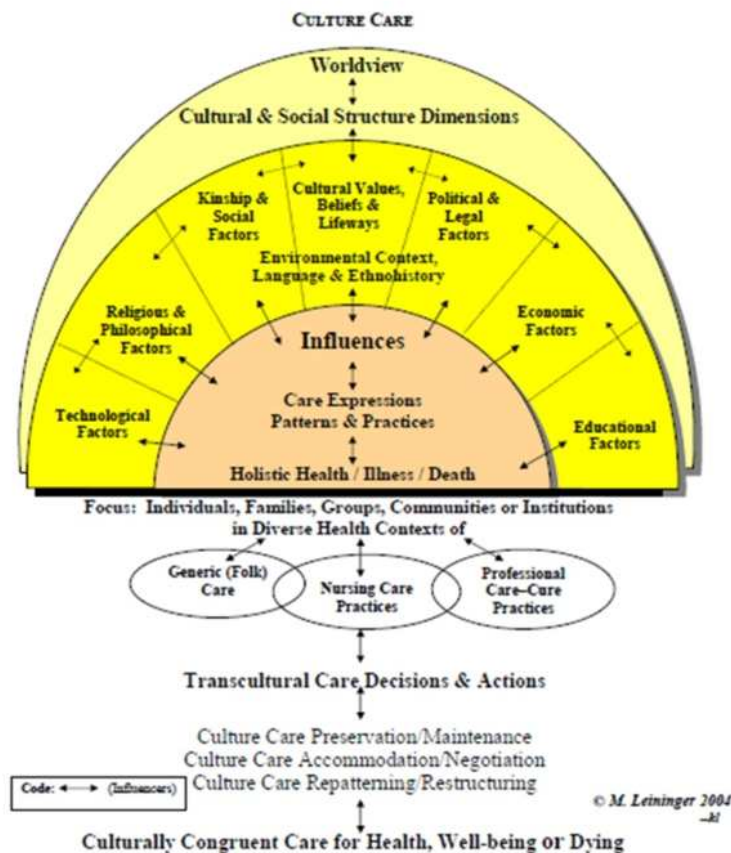 CULTURE CARE
Worldview
Cultural & Social Structure Dimensions
Kinship &
Social
Factors
Cultural Values,
Beliefs &
Lifeways
Political &
Legal
Factors
Environmental Context,
Language & Ethnohistory
Religious &
Philosophical
Factors
Economic
Factors
Technological
Factors
Educational
Factors
Influences
Care Expressions
Patterns & Practices
Holistic Health / Illness / Death
Focus: Individuals, Families, Groups, Communities or Institutions
in Diverse Health Contexts of
Generic (Folk)
Care
Nursing Care
Practices
Professional
Care–Cure
Practices
Transcultural Care Decisions & Actions
Culture Care Preservation/Maintenance
Culture Care Accommodation/Negotiation
Culture Care Repatterning/Restructuring
Code: (Influencers)
© M. Leininger 2004
–kl
Culturally Congruent Care for Health, Well-being or Dying